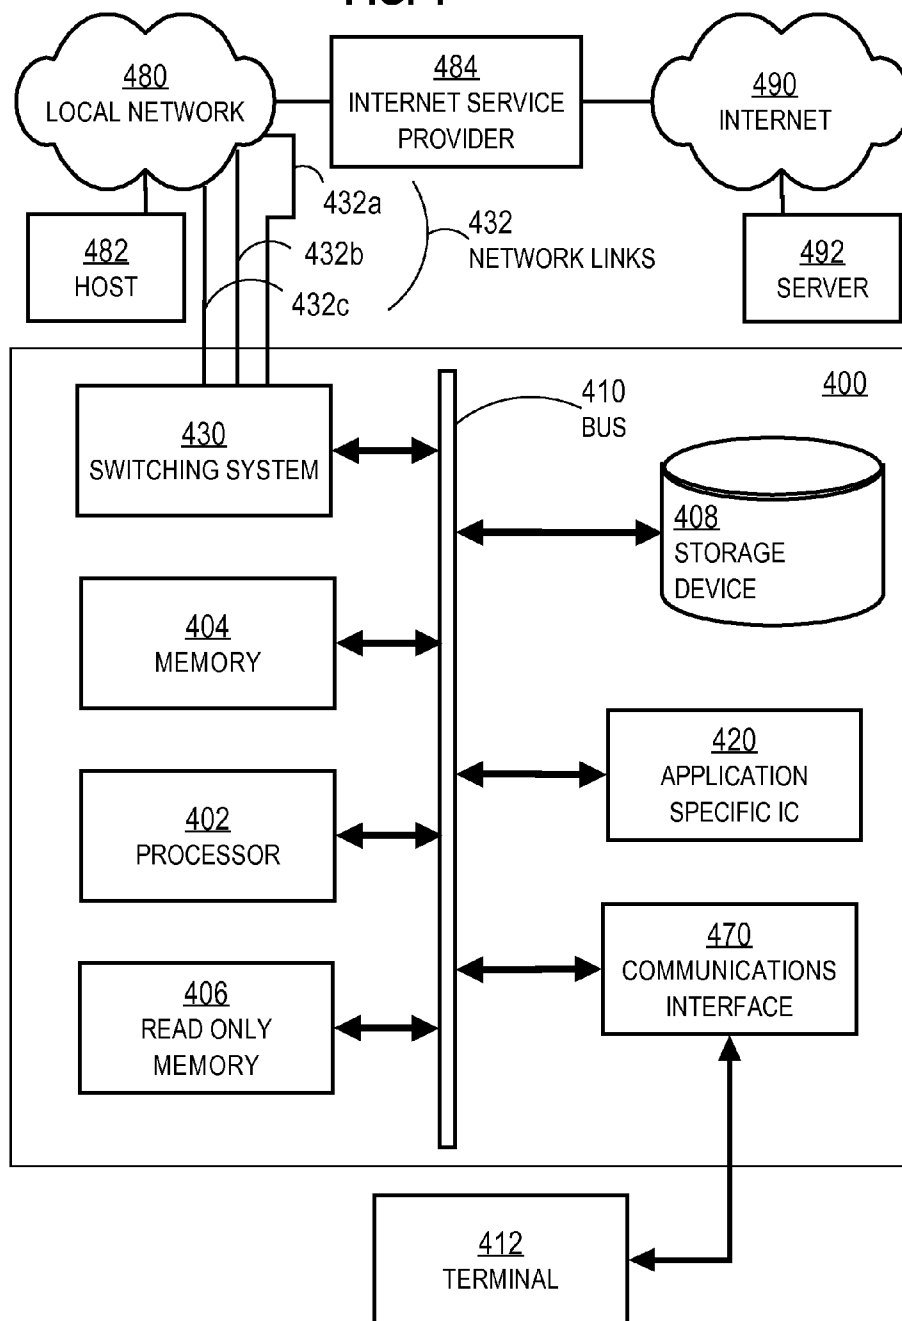 480
LOCAL NETWORK
484
INTERNET SERVICE
PROVIDER
490
INTERNET
432a
432
NETWORK LINKS
432b
432c
482
HOST
492
SERVER
400
410
BUS
430
SWITCHING SYSTEM
408
STORAGE
DEVICE
404
MEMORY
420
APPLICATION
SPECIFIC IC
402
PROCESSOR
470
COMMUNICATIONS
INTERFACE
406
READ ONLY
MEMORY
412
TERMINAL